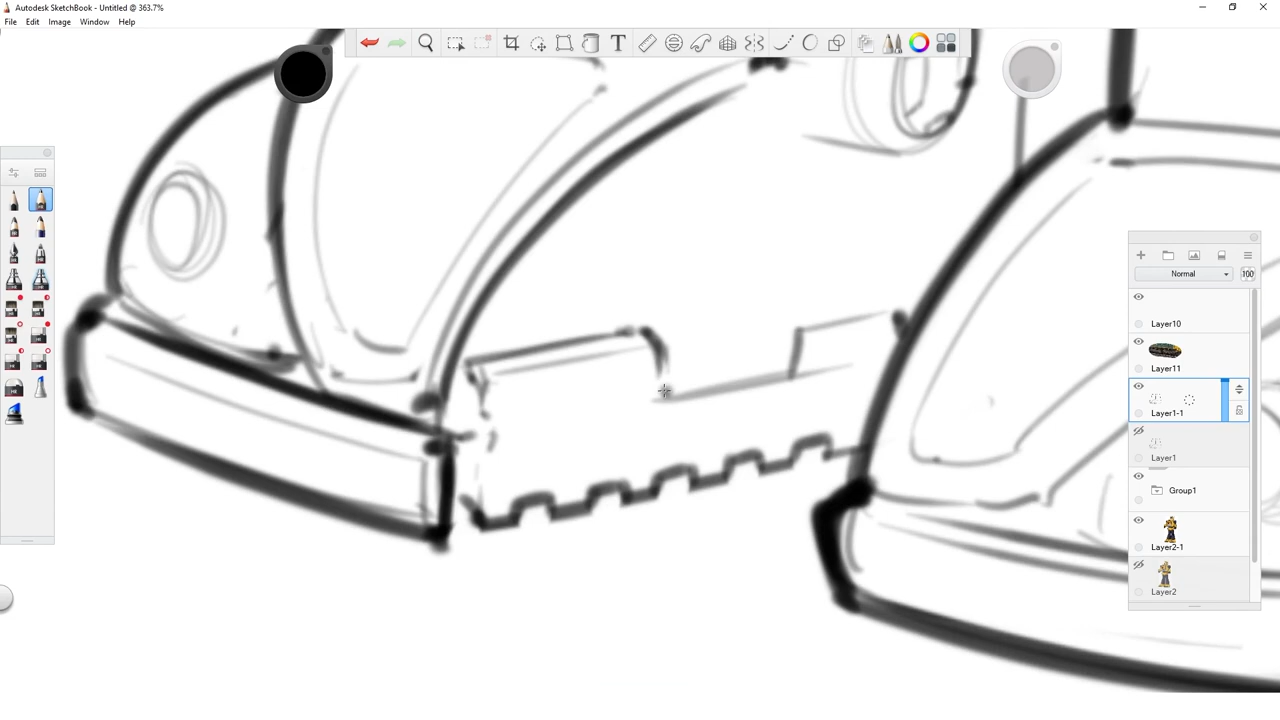 Autodesk SketchBook - Untitled @ 363.7%
File Edit Image Window Help
T
Normal
100
Layer10
Layer11
Layer1-1
Layer1
Group1
Layer2-1
Layer2